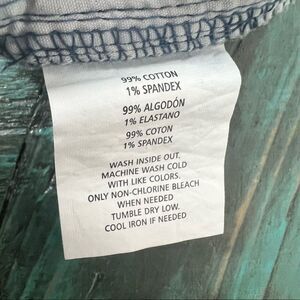 99% COTTON
1% SPANDEX
99% ALGODÓN
1% ELASTANO
99% COTON
1% SPANDEX
WASH INSIDE OUT.
MACHINE WASH COLD
WITH LIKE COLORS.
ONLY NON-CHLORINE BLEACH
WHEN NEEDED
TUMBLE DRY LOW.
COOL IRON IF NEEDED